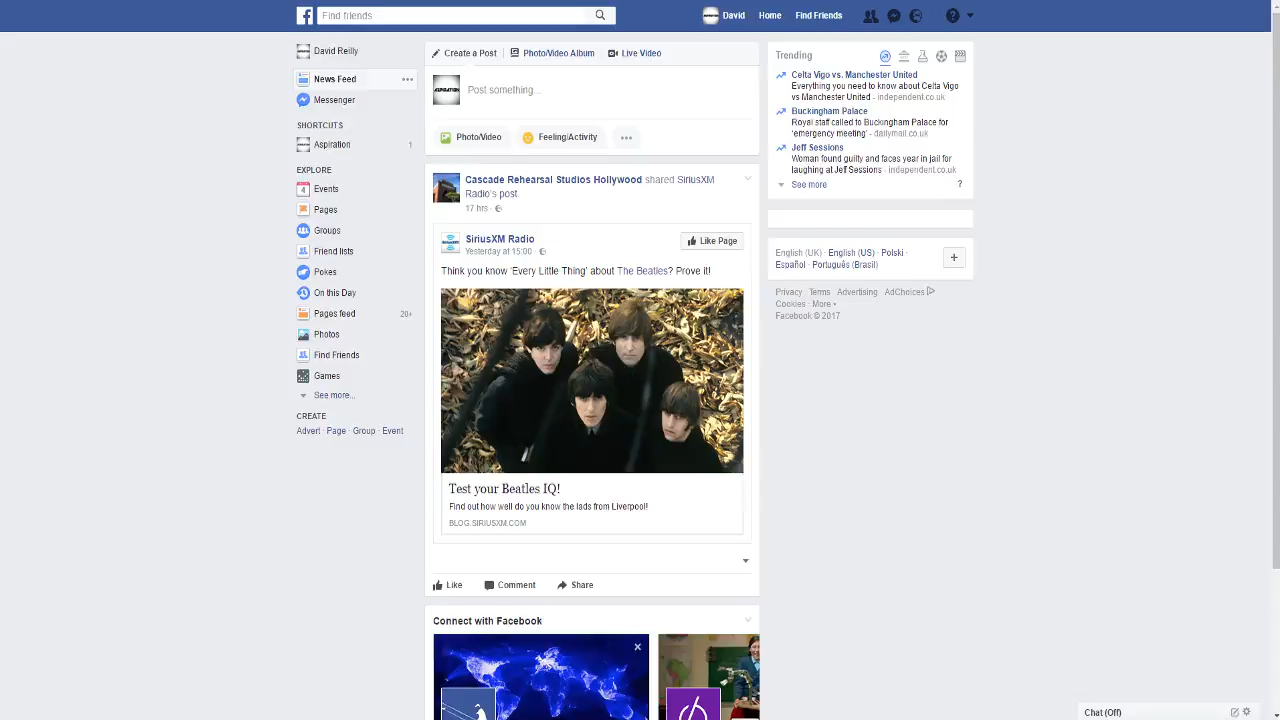 Find friends
David
Home
Find Friends
David Reilly
News Feed
Messenger
SHORTCUTS
Aspiration 1
EXPLORE
Events
Pages
Groups
Friend lists
Pokes
On this Day
Pages feed 20+
Photos
Find Friends
Games
See more...
CREATE
Advert · Page · Group · Event
Create a Post
Photo/Video Album
Live Video
ASPIRATION
Post something...
Photo/Video
Feeling/Activity
Cascade Rehearsal Studios Hollywood shared SiriusXM
Radio's post.
17 hrs ·
SiriusXM Radio
Yesterday at 15:00 ·
Like Page
Think you know 'Every Little Thing' about The Beatles? Prove it!
Test your Beatles IQ!
Find out how well do you know the lads from Liverpool!
BLOG.SIRIUSXM.COM
Like
Comment
Share
Connect with Facebook
Trending
Celta Vigo vs. Manchester United
Everything you need to know about Celta Vigo
vs Manchester United - independent.co.uk
Buckingham Palace
Royal staff called to Buckingham Palace for
'emergency meeting' - dailymail.co.uk
Jeff Sessions
Woman found guilty and faces year in jail for
laughing at Jeff Sessions - independent.co.uk
See more ?
English (UK) · English (US) · Polski ·
Español · Português (Brasil)
Privacy · Terms · Advertising · AdChoices
Cookies · More
Facebook © 2017
Chat (Off)